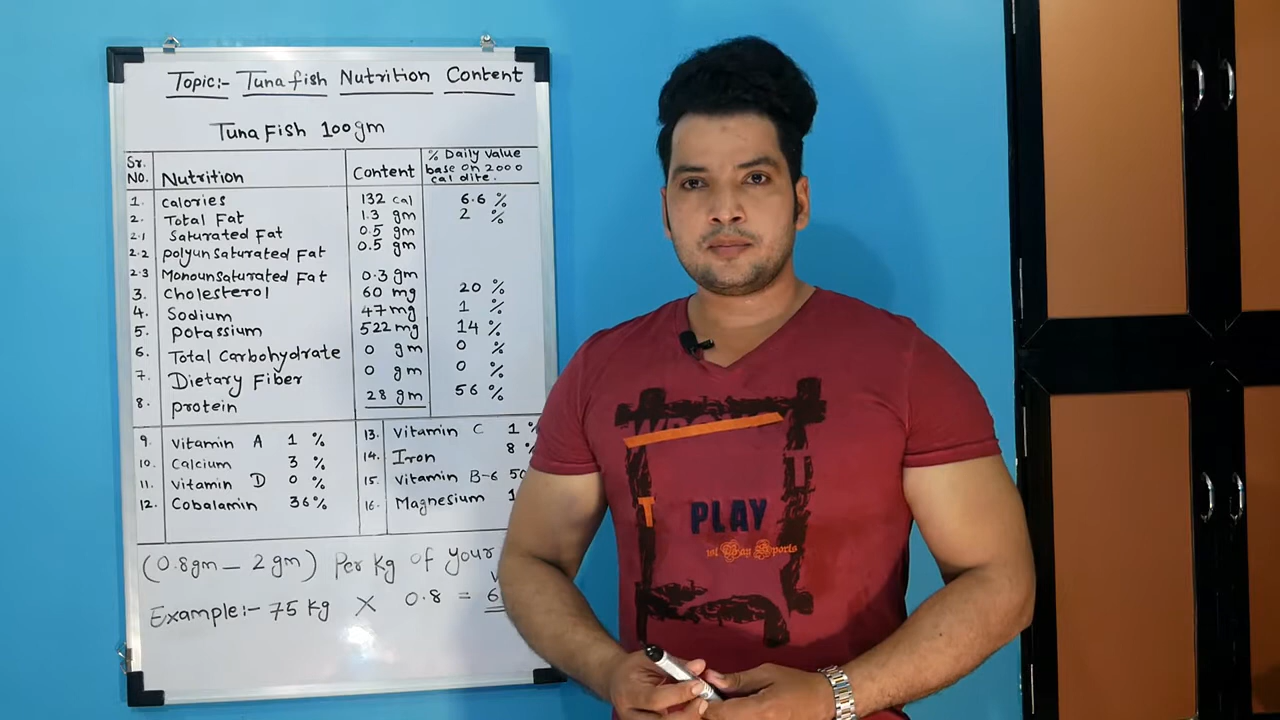 Topic:- Tuna fish Nutrition Content
Tuna Fish 100gm
Sr. No. Nutrition Content % Daily Value base on 2000 cal dite.
1. calories 132 cal 6.6 %
2. Total Fat 1.3 gm 2 %
2.1 Saturated Fat 0.5 gm
2.2 polyunsaturated Fat 0.5 gm
2.3 Monounsaturated Fat 0.3 gm
3. cholesterol 60 mg 20 %
4. Sodium 47 mg 1 %
5. potassium 522 mg 14 %
6. Total Carbohydrate 0 gm 0 %
7. Dietary Fiber 0 gm 0 %
8. protein 28 gm 56 %
9. vitamin A 1 %
10. Calcium 3 %
11. vitamin D 0 %
12. Cobalamin 36%
13. Vitamin C 1 %
14. Iron 8 %
15. vitamin B-6
16. Magnesium
(0.8gm - 2gm) Per Kg of your
Example:- 75 kg X 0.8 =
PLAY